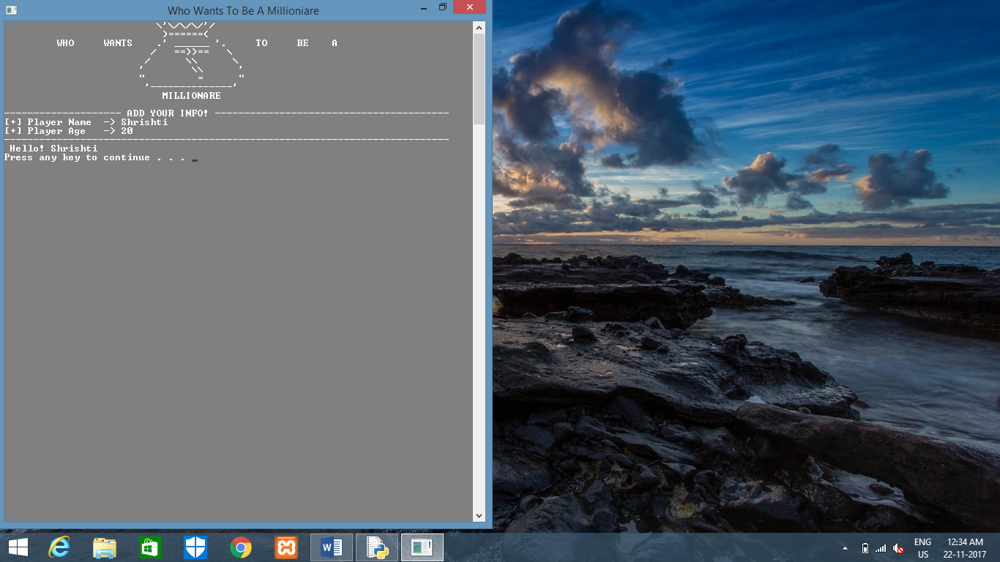 Who Wants To Be A Millioniare
WHO WANTS TO BE A
MILLIONARE
-------------------- ADD YOUR INFO! ----------------------------------------
[+] Player Name -> Shrishti
[+] Player Age -> 20
Hello! Shrishti
Press any key to continue . . .
ENG 12:34 AM
US 22-11-2017